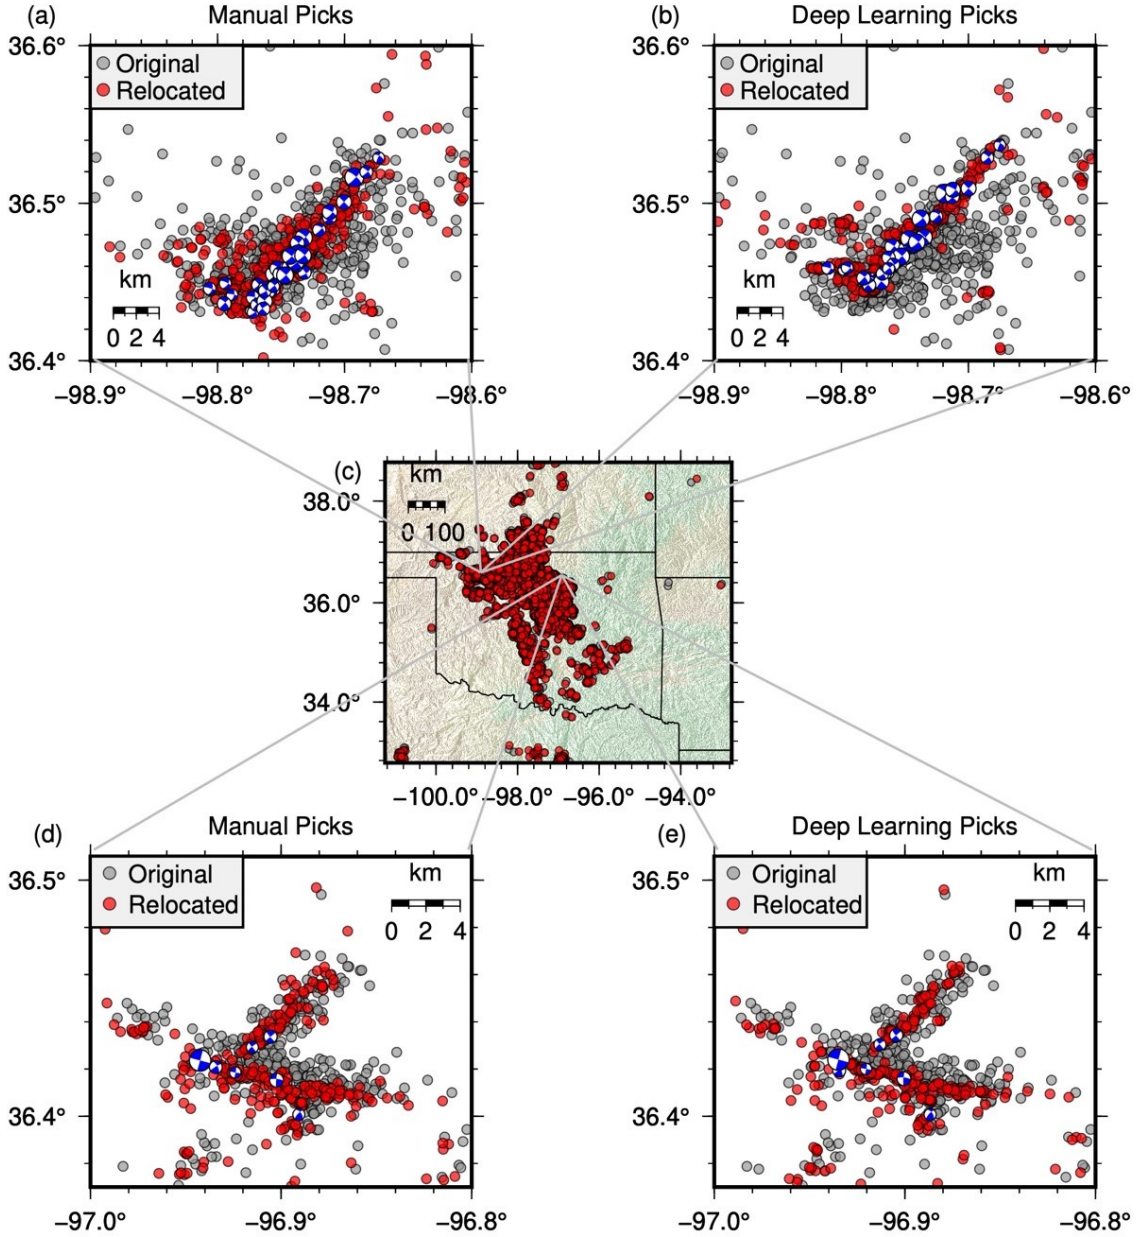 (a) Manual Picks
(b) Deep Learning Picks
36.6°
Original
Relocated
36.5°
km
0 2 4
36.4°
−98.9° −98.8° −98.7° −98.6°
36.6°
Original
Relocated
36.5°
km
0 2 4
36.4°
−98.9° −98.8° −98.7° −98.6°
(c)
km
0 100
38.0°
36.0°
34.0°
−100.0° −98.0° −96.0° −94.0°
(d) Manual Picks
(e) Deep Learning Picks
36.5°
Original
Relocated
km
0 2 4
36.4°
−97.0° −96.9° −96.8°
36.5°
Original
Relocated
km
0 2 4
36.4°
−97.0° −96.9° −96.8°